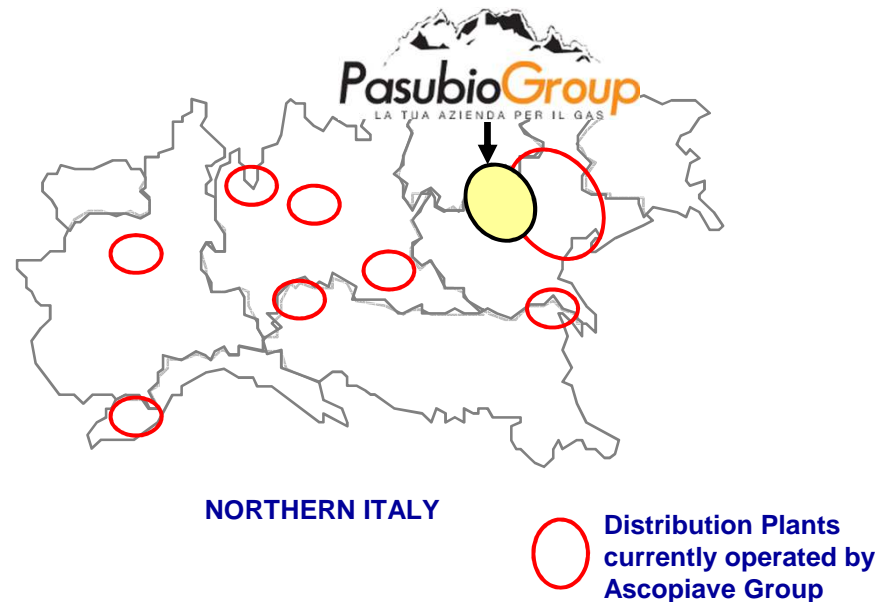 PasubioGroup
LA TUA AZIENDA PER IL GAS
NORTHERN ITALY
Distribution Plants
currently operated by
Ascopiave Group